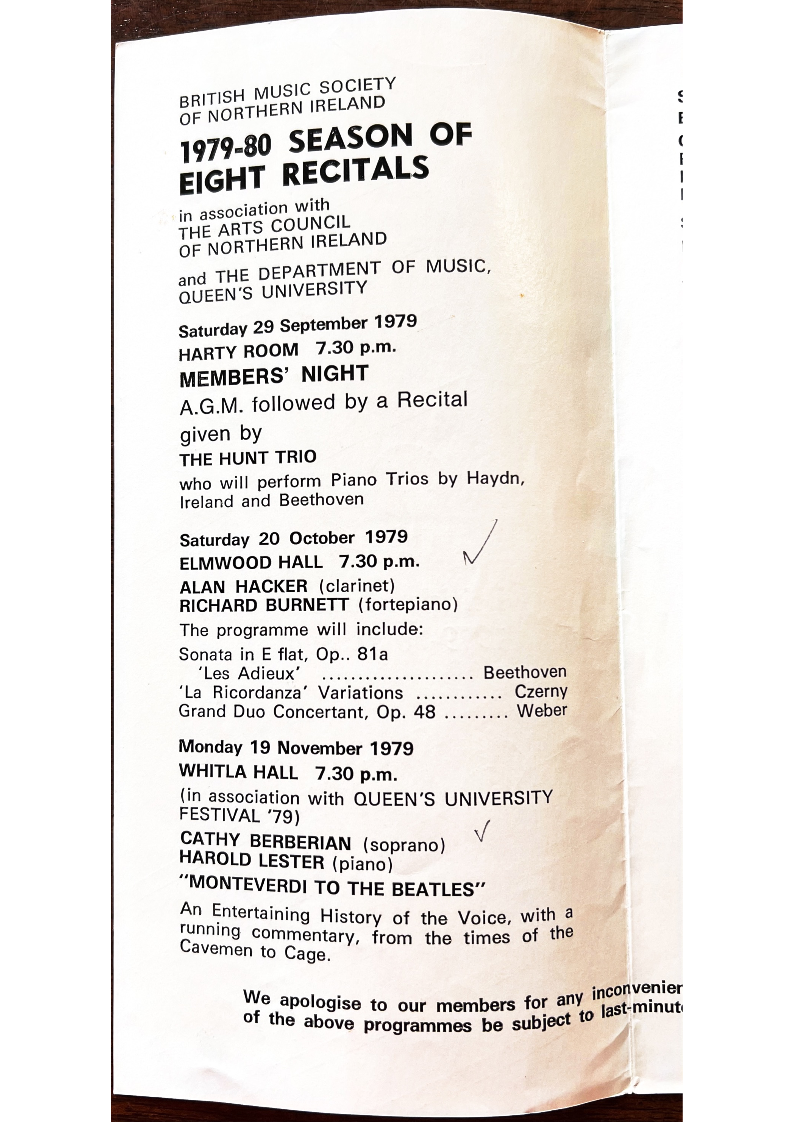 BRITISH MUSIC SOCIETY
OF NORTHERN IRELAND
1979-80 SEASON OF
EIGHT RECITALS
in association with
THE ARTS COUNCIL
OF NORTHERN IRELAND
and THE DEPARTMENT OF MUSIC,
QUEEN'S UNIVERSITY
Saturday 29 September 1979
HARTY ROOM 7.30 p.m.
MEMBERS' NIGHT
A.G.M. followed by a Recital
given by
THE HUNT TRIO
who will perform Piano Trios by Haydn,
Ireland and Beethoven
Saturday 20 October 1979
ELMWOOD HALL 7.30 p.m.
ALAN HACKER (clarinet)
RICHARD BURNETT (fortepiano)
The programme will include:
Sonata in E flat, Op.. 81a
'Les Adieux' ..................... Beethoven
'La Ricordanza' Variations ............ Czerny
Grand Duo Concertant, Op. 48 ......... Weber
Monday 19 November 1979
WHITLA HALL 7.30 p.m.
(in association with QUEEN'S UNIVERSITY
FESTIVAL '79)
CATHY BERBERIAN (soprano)
HAROLD LESTER (piano)
"MONTEVERDI TO THE BEATLES"
An Entertaining History of the Voice, with a
running commentary, from the times of the
Cavemen to Cage.
We apologise to our members for any inconvenien
of the above programmes be subject to last-minut